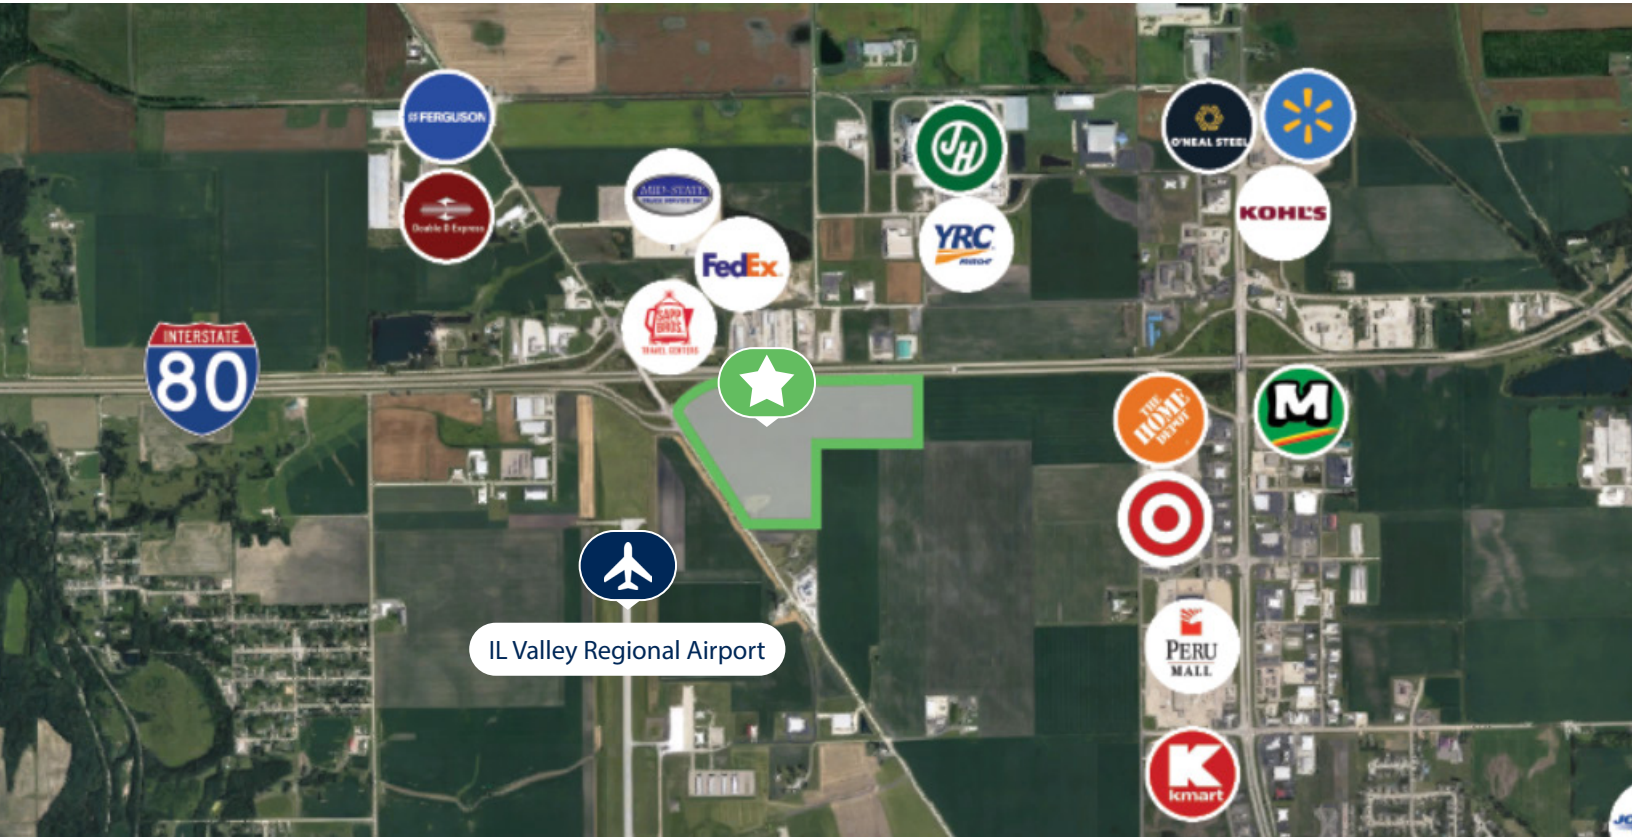 FERGUSON
O'NEAL STEEL
JH
MID-STATE
Double D Express
KOHL'S
YRC
FedEx
INTERSTATE
80
SAPP
BROS.
TRAVEL CENTERS
THE
HOME
DEPOT
M
IL Valley Regional Airport
PERU
MALL
K
kmart